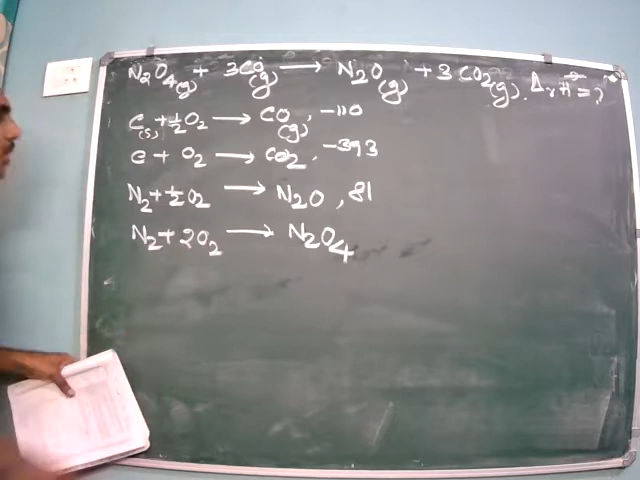 N₂O₄(g) + 3CO(g) → N₂O(g) + 3CO₂(g). ΔᵣH° = ?
C(s) + ½O₂ → CO(g), -110
C + O₂ → CO₂, -393
N₂ + ½O₂ → N₂O, 81
N₂ + 2O₂ → N₂O₄